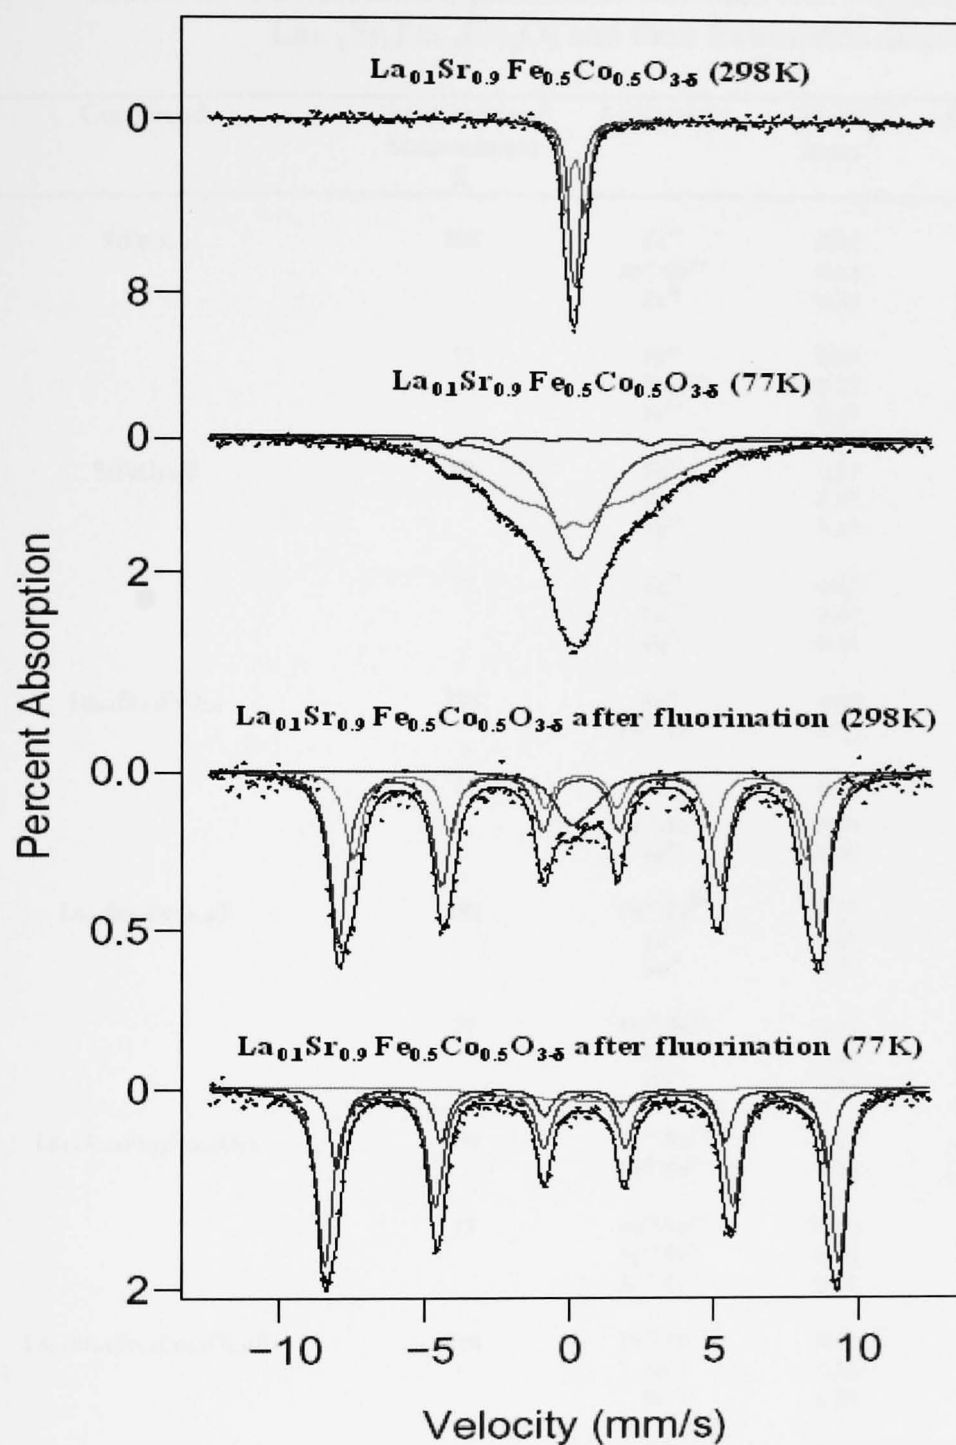 La₀.₁Sr₀.₉Fe₀.₅Co₀.₅O₃₋δ (298K)
0
8
La₀.₁Sr₀.₉Fe₀.₅Co₀.₅O₃₋δ (77K)
0
2
Percent Absorption
La₀.₁Sr₀.₉Fe₀.₅Co₀.₅O₃₋δ after fluorination (298K)
0.0
0.5
La₀.₁Sr₀.₉Fe₀.₅Co₀.₅O₃₋δ after fluorination (77K)
0
2
−10 −5 0 5 10
Velocity (mm/s)